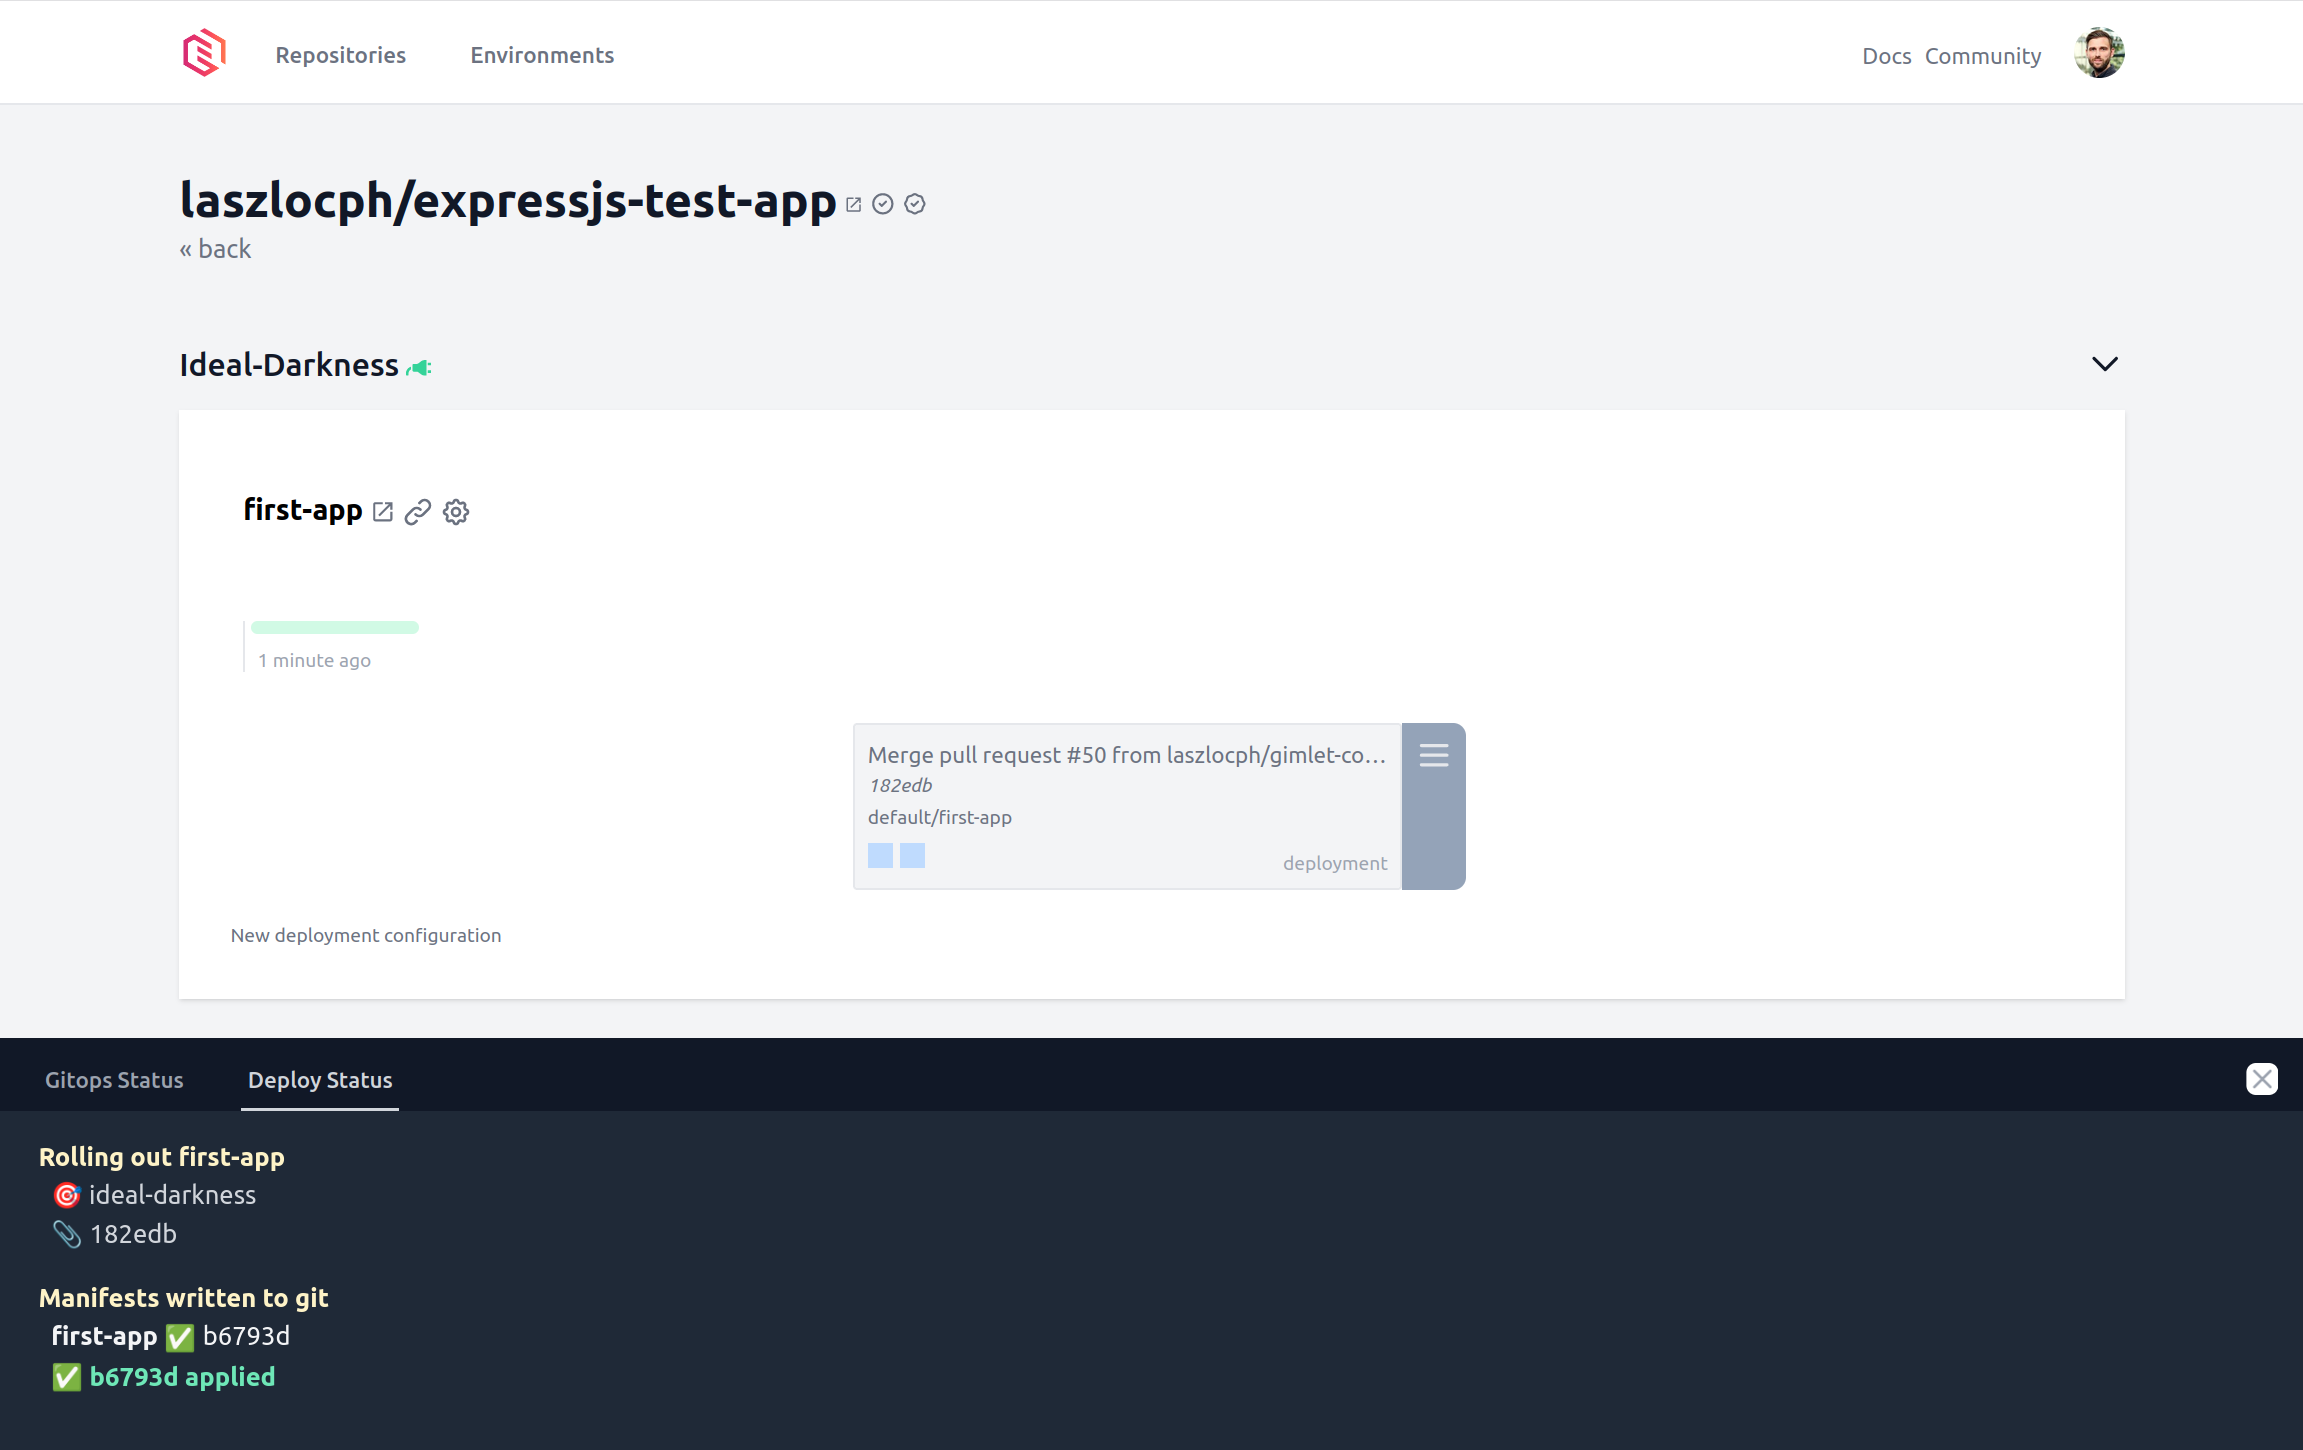 Repositories Environments Docs Community
laszlocph/expressjs-test-app
« back
Ideal-Darkness
first-app
1 minute ago
Merge pull request #50 from laszlocph/gimlet-co...
182edb
default/first-app
deployment
New deployment configuration
Gitops Status Deploy Status
Rolling out first-app
🎯 ideal-darkness
📎 182edb
Manifests written to git
first-app ✅ b6793d
✅ b6793d applied